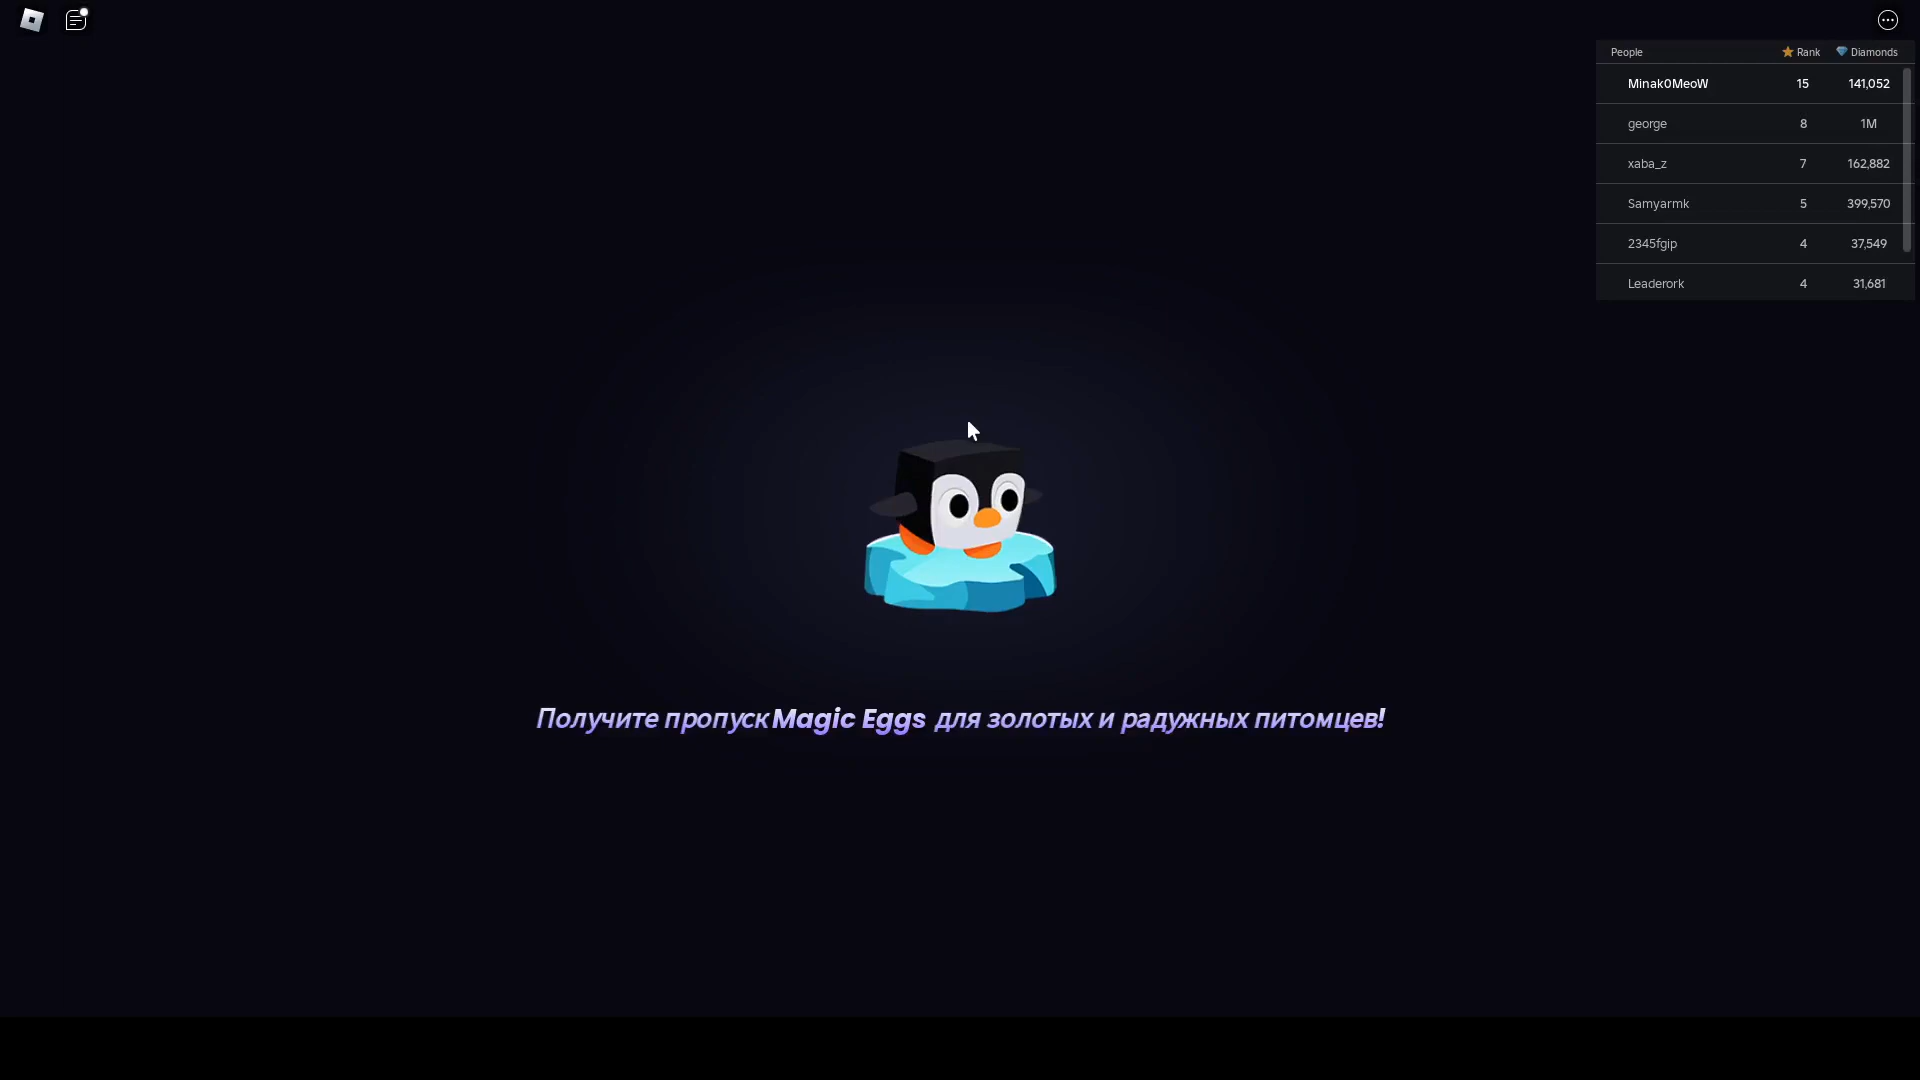 People Rank Diamonds
Minak0MeoW 15 141,052
george 8 1M
xaba_z 7 162,882
Samyarmk 5 399,570
2345fgip 4 37,549
Leaderork 4 31,681
Получите пропуск Magic Eggs для золотых и радужных питомцев!